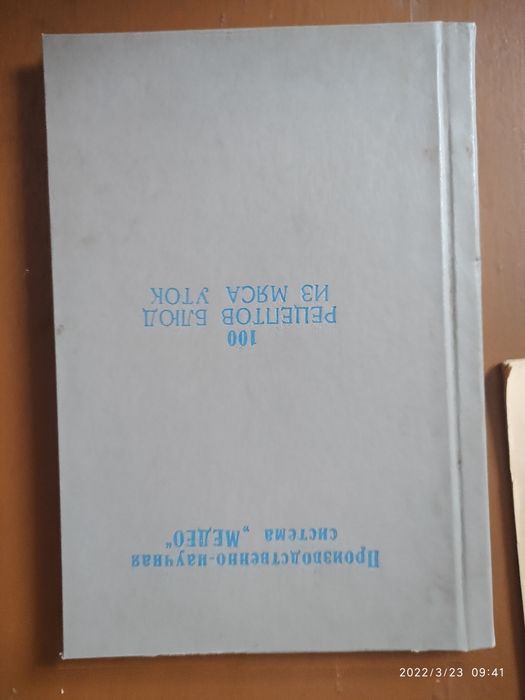 Производственно-научная
система „МЕДЕО"
100
РЕЦЕПТОВ БЛЮД
ИЗ МЯСА УТОК
2022/3/23 09:41